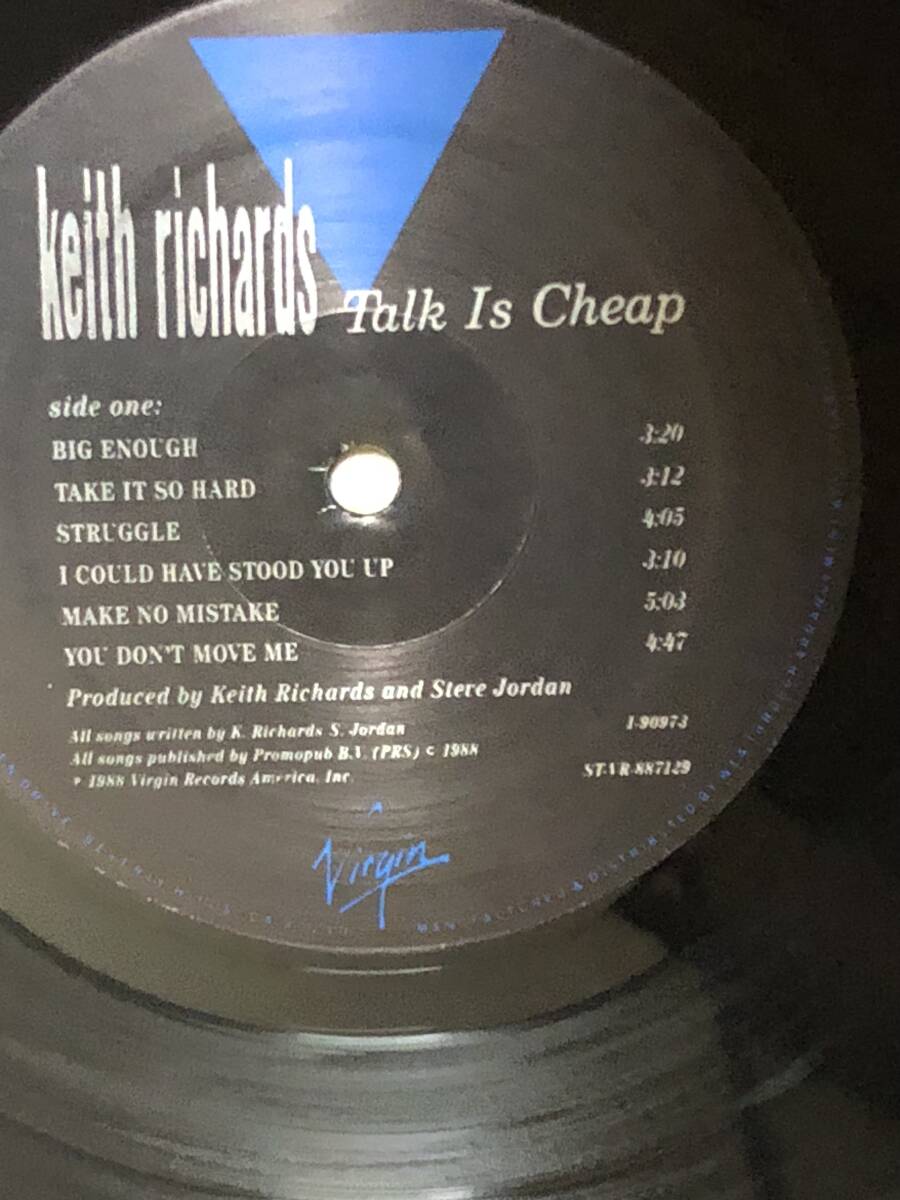 keith richards Talk Is Cheap
side one:
BIG ENOUGH 3:20
TAKE IT SO HARD 3:12
STRUGGLE 4:05
I COULD HAVE STOOD YOU UP 3:10
MAKE NO MISTAKE 5:03
YOU DON'T MOVE ME 4:47
Produced by Keith Richards and Steve Jordan
All songs written by K. Richards S. Jordan 1-90973
All songs published by Promopub B.V. (PRS) © 1988
℗ 1988 Virgin Records America, Inc. ST-VR-887129
Virgin
MANUFACTURED & DISTRIBUTED BY